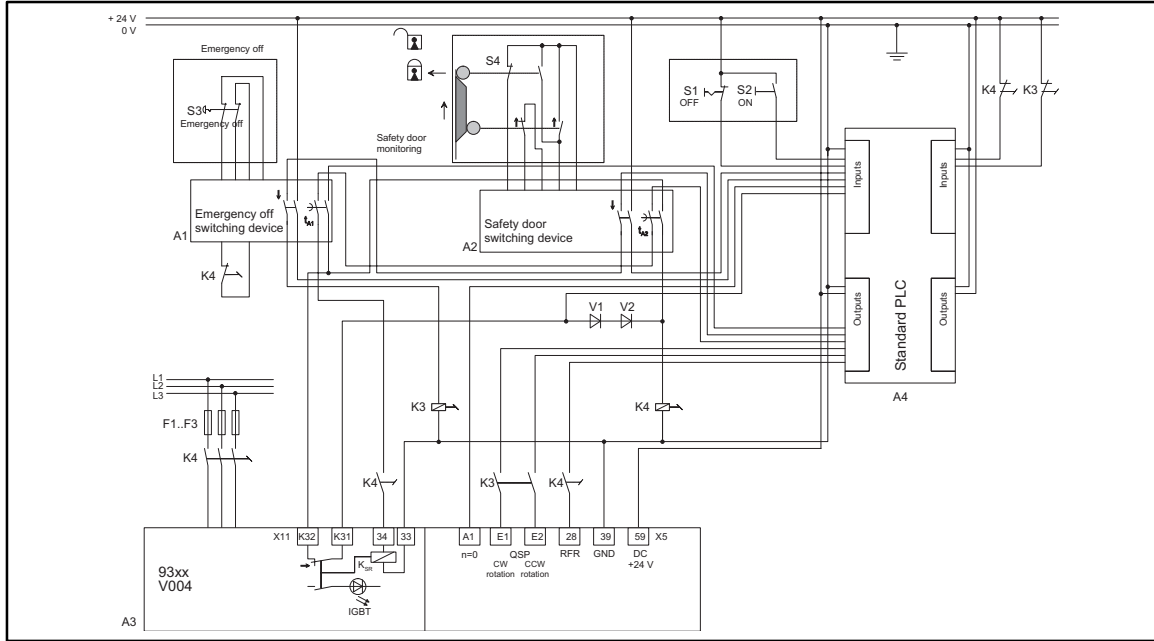 + 24 V
0 V
Emergency off
S3
Emergency off
S4
Safety door
monitoring
S1
OFF
S2
ON
K4
K3
Inputs
Inputs
Outputs
Outputs
Standard PLC
A4
Emergency off
switching device
A1
tA1
Safety door
switching device
A2
tA2
K4
V1
V2
L1
L2
L3
F1..F3
K4
K3
K4
K4
K3
K4
X11
K32
K31
34
33
A1
E1
E2
28
39
59
X5
n=0
QSP
RFR
GND
DC
+24 V
CW
rotation
CCW
rotation
93xx
V004
KSR
IGBT
A3